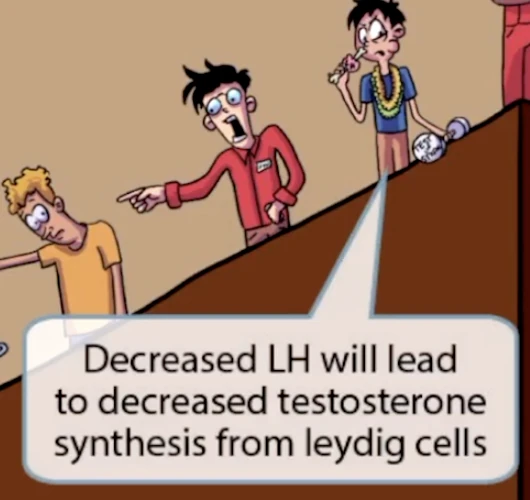 Decreased LH will lead
to decreased testosterone
synthesis from leydig cells